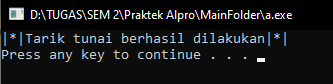 D:\TUGAS\SEM 2\Praktek Alpro\MainFolder\a.exe
|*|Tarik tunai berhasil dilakukan|*|
Press any key to continue . . .